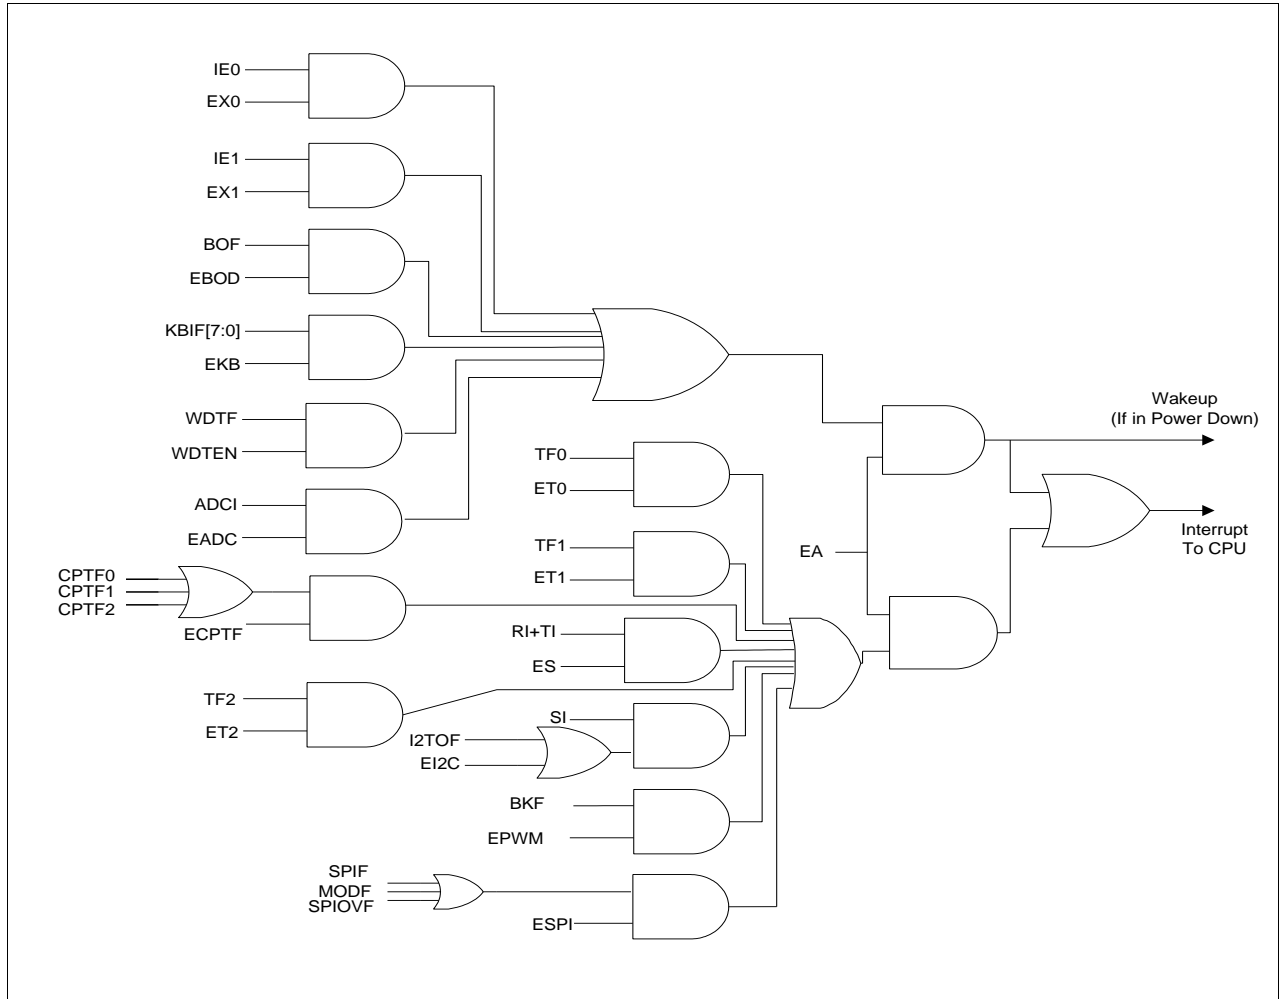 IE0
EX0
IE1
EX1
BOF
EBOD
KBIF[7:0]
EKB
WDTF
WDTEN
ADCI
EADC
CPTF0
CPTF1
CPTF2
ECPTF
TF2
ET2
TF0
ET0
TF1
ET1
RI+TI
ES
SI
I2TOF
EI2C
BKF
EPWM
SPIF
MODF
SPIOVF
ESPI
EA
Wakeup
(If in Power Down)
Interrupt
To CPU